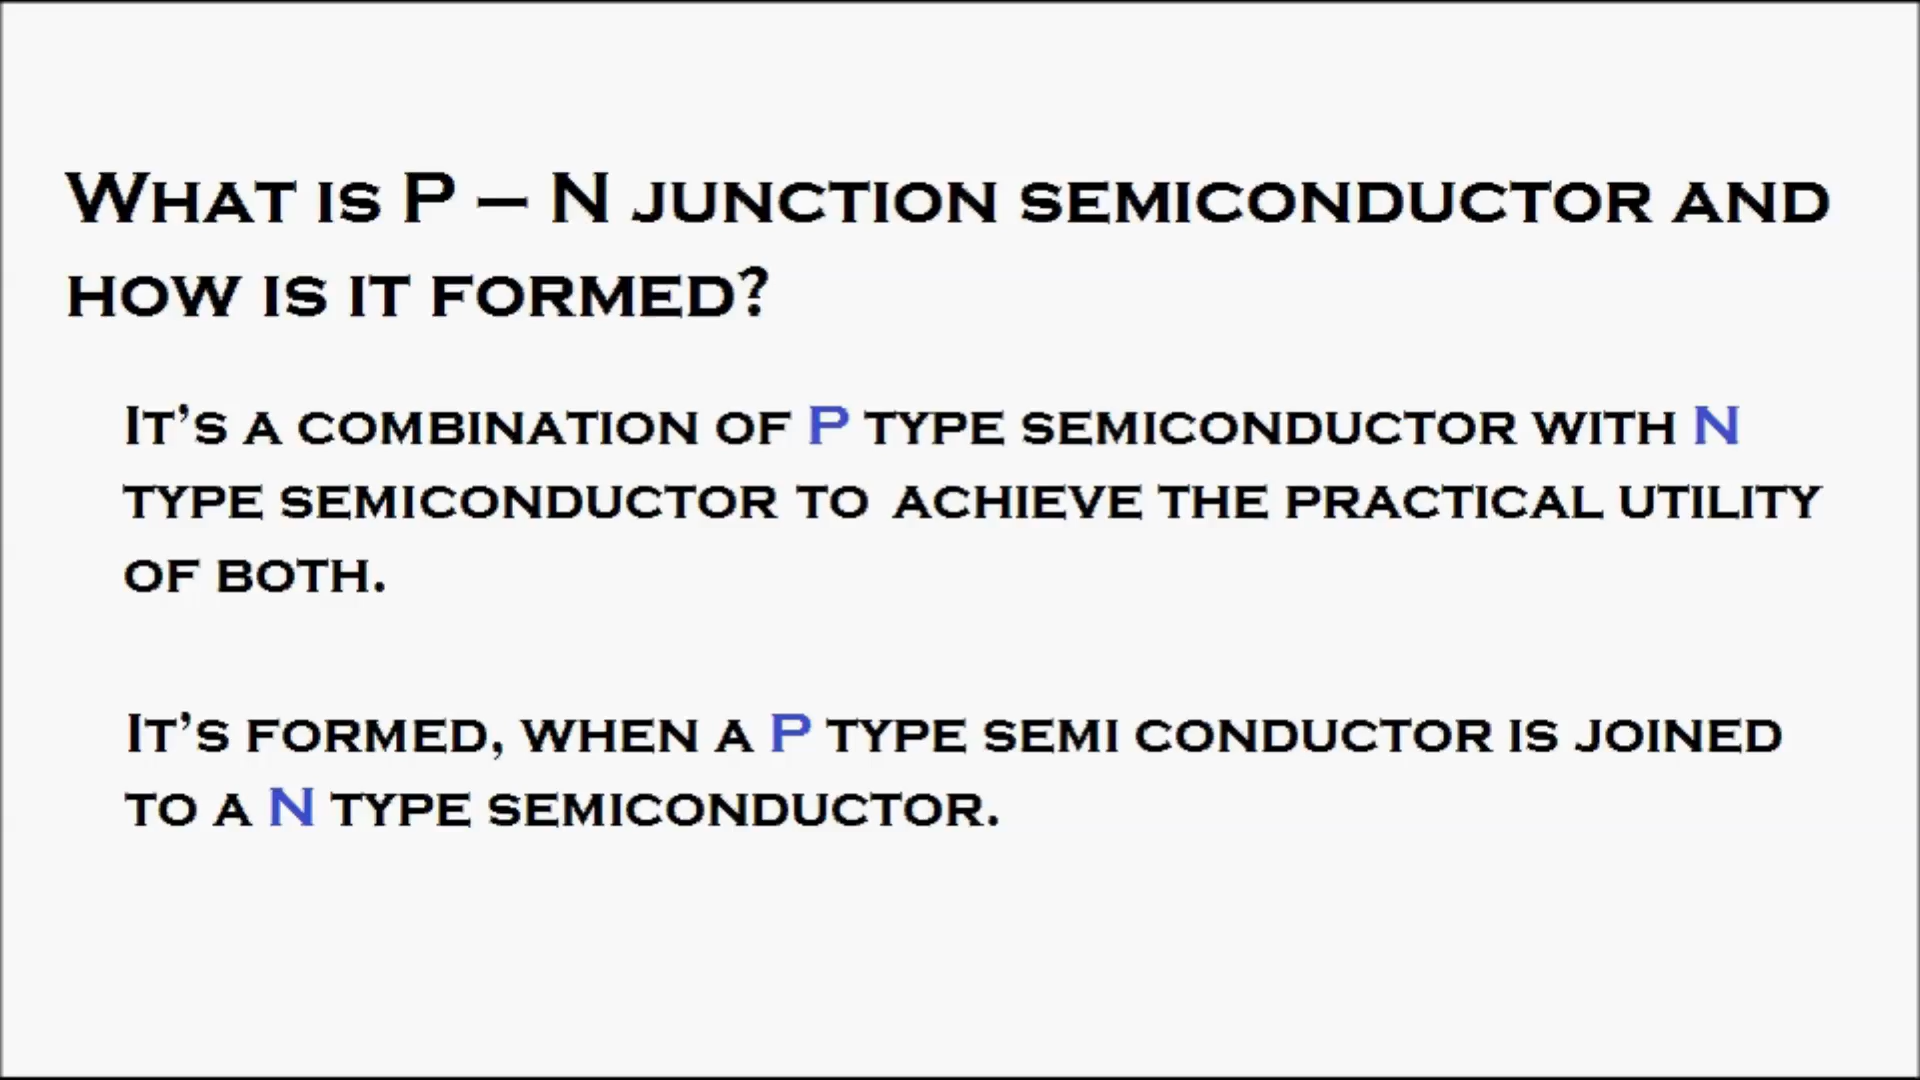 What is P – N junction semiconductor and
how is it formed?
It’s a combination of P type semiconductor with N
type semiconductor to achieve the practical utility
of both.
It’s formed, when a P type semi conductor is joined
to a N type semiconductor.